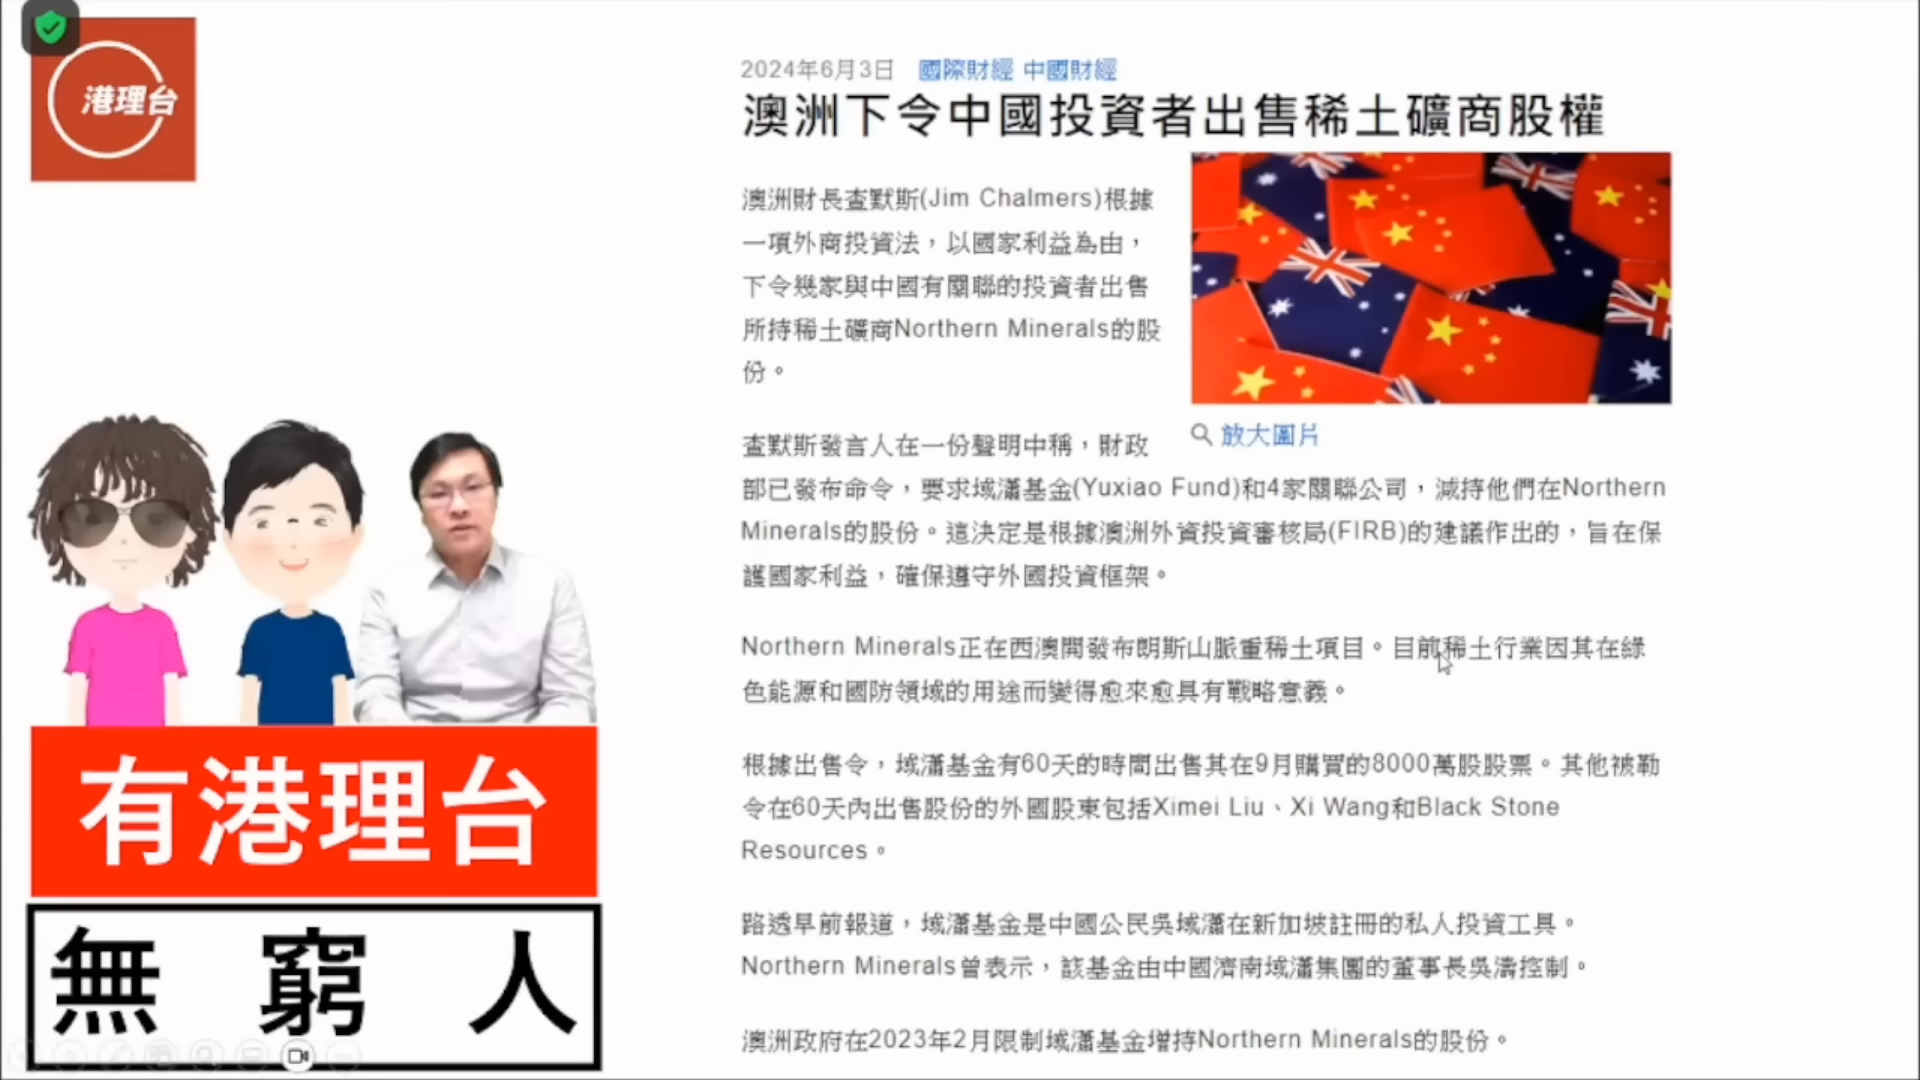 港理台
2024年6月3日 國際財經 中國財經
澳洲下令中國投資者出售稀土礦商股權
澳洲財長查默斯(Jim Chalmers)根據
一項外商投資法，以國家利益為由，
下令幾家與中國有關聯的投資者出售
所持稀土礦商Northern Minerals的股
份。
放大圖片
查默斯發言人在一份聲明中稱，財政
部已發布命令，要求域瀟基金(Yuxiao Fund)和4家關聯公司，減持他們在Northern
Minerals的股份。這決定是根據澳洲外資投資審核局(FIRB)的建議作出的，旨在保
護國家利益，確保遵守外國投資框架。
Northern Minerals正在西澳開發布朗斯山脈重稀土項目。目前稀土行業因其在綠
色能源和國防領域的用途而變得愈來愈具有戰略意義。
根據出售令，域瀟基金有60天的時間出售其在9月購買的8000萬股股票。其他被勒
令在60天內出售股份的外國股東包括Ximei Liu、Xi Wang和Black Stone
Resources。
路透早前報道，域瀟基金是中國公民吳域瀟在新加坡註冊的私人投資工具。
Northern Minerals曾表示，該基金由中國濟南域瀟集團的董事長吳濤控制。
澳洲政府在2023年2月限制域瀟基金增持Northern Minerals的股份。
有港理台
無窮人